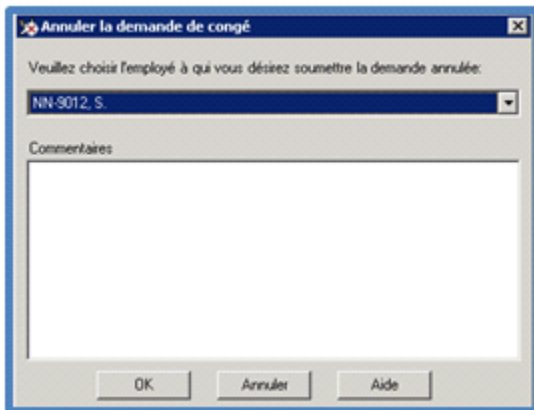 Annuler la demande de congé
Veuillez choisir l'employé à qui vous désirez soumettre la demande annulée:
NN-9012, S.
Commentaires
OK Annuler Aide